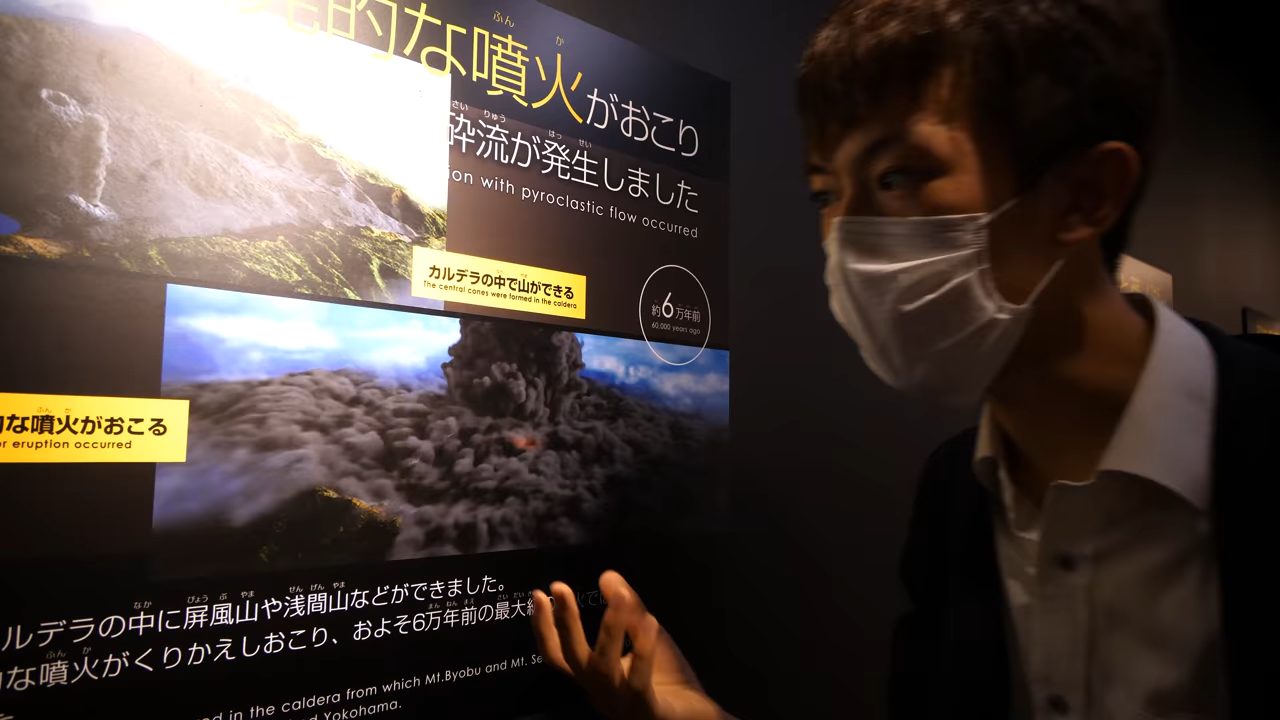 的な噴火がおこり
砕流が発生しました
ion with pyroclastic flow occurred
カルデラの中で山ができる
The central cones were formed in the caldera
約6万年前
60,000 years ago
な噴火がおこる
er eruption occurred
ルデラの中に屏風山や浅間山などができました。
な噴火がくりかえしおこり、およそ6万年前の最大
ed in the caldera from which Mt.Byobu and Mt. Se
Yokohama.